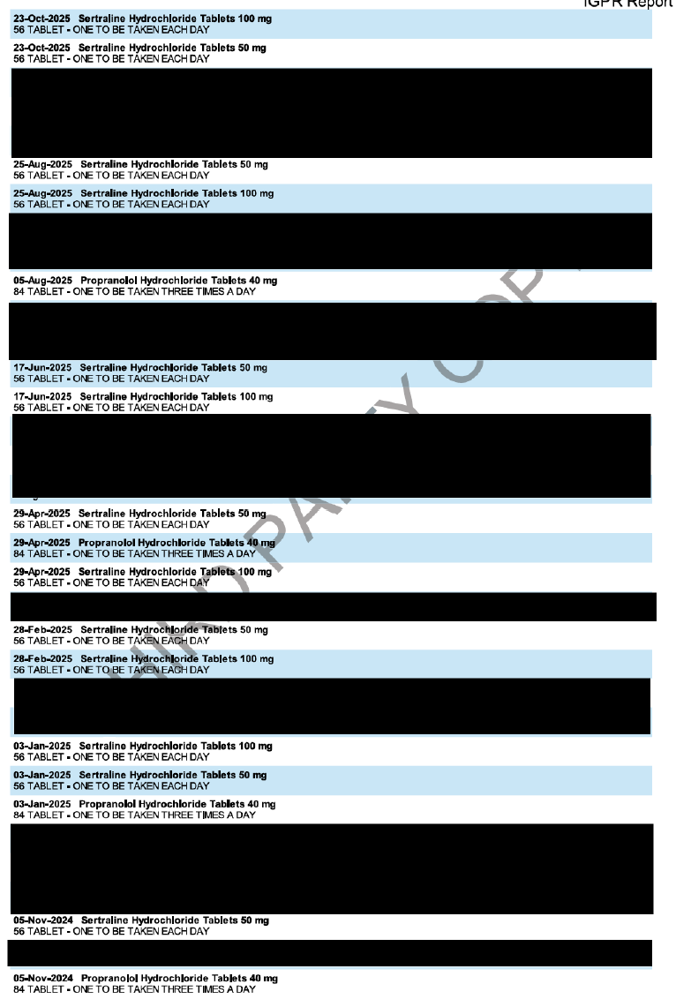 IGPR Report
23-Oct-2025 Sertraline Hydrochloride Tablets 100 mg
56 TABLET - ONE TO BE TAKEN EACH DAY
23-Oct-2025 Sertraline Hydrochloride Tablets 50 mg
56 TABLET - ONE TO BE TAKEN EACH DAY
25-Aug-2025 Sertraline Hydrochloride Tablets 50 mg
56 TABLET - ONE TO BE TAKEN EACH DAY
25-Aug-2025 Sertraline Hydrochloride Tablets 100 mg
56 TABLET - ONE TO BE TAKEN EACH DAY
05-Aug-2025 Propranolol Hydrochloride Tablets 40 mg
84 TABLET - ONE TO BE TAKEN THREE TIMES A DAY
17-Jun-2025 Sertraline Hydrochloride Tablets 50 mg
56 TABLET - ONE TO BE TAKEN EACH DAY
17-Jun-2025 Sertraline Hydrochloride Tablets 100 mg
56 TABLET - ONE TO BE TAKEN EACH DAY
29-Apr-2025 Sertraline Hydrochloride Tablets 50 mg
56 TABLET - ONE TO BE TAKEN EACH DAY
29-Apr-2025 Propranolol Hydrochloride Tablets 40 mg
84 TABLET - ONE TO BE TAKEN THREE TIMES A DAY
29-Apr-2025 Sertraline Hydrochloride Tablets 100 mg
56 TABLET - ONE TO BE TAKEN EACH DAY
28-Feb-2025 Sertraline Hydrochloride Tablets 50 mg
56 TABLET - ONE TO BE TAKEN EACH DAY
28-Feb-2025 Sertraline Hydrochloride Tablets 100 mg
56 TABLET - ONE TO BE TAKEN EACH DAY
03-Jan-2025 Sertraline Hydrochloride Tablets 100 mg
56 TABLET - ONE TO BE TAKEN EACH DAY
03-Jan-2025 Sertraline Hydrochloride Tablets 50 mg
56 TABLET - ONE TO BE TAKEN EACH DAY
03-Jan-2025 Propranolol Hydrochloride Tablets 40 mg
84 TABLET - ONE TO BE TAKEN THREE TIMES A DAY
05-Nov-2024 Sertraline Hydrochloride Tablets 50 mg
56 TABLET - ONE TO BE TAKEN EACH DAY
05-Nov-2024 Propranolol Hydrochloride Tablets 40 mg
84 TABLET - ONE TO BE TAKEN THREE TIMES A DAY